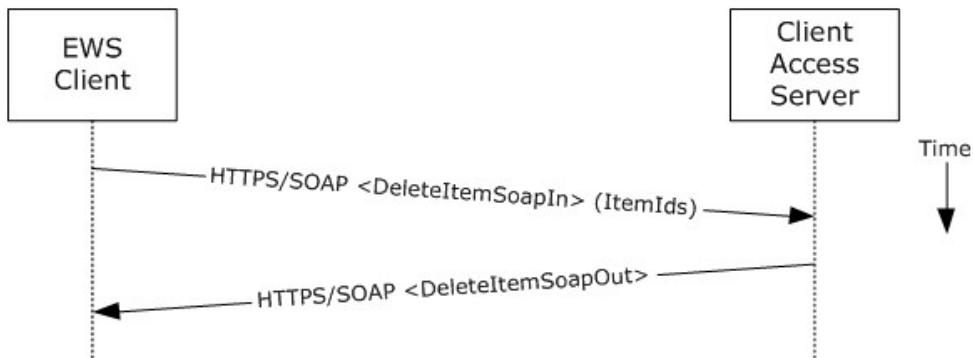 EWS
Client
Client
Access
Server
Time
HTTPS/SOAP <DeleteItemSoapIn> (ItemIds)
HTTPS/SOAP <DeleteItemSoapOut>